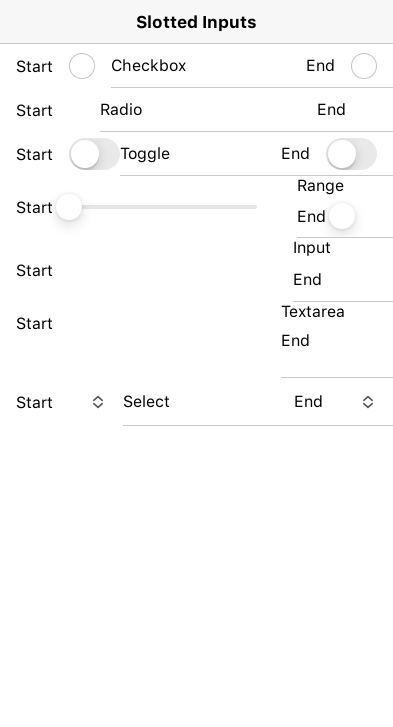 Slotted Inputs
Start Checkbox End
Start Radio End
Start Toggle End
Range
Start End
Input
Start End
Textarea
Start End
Start Select End